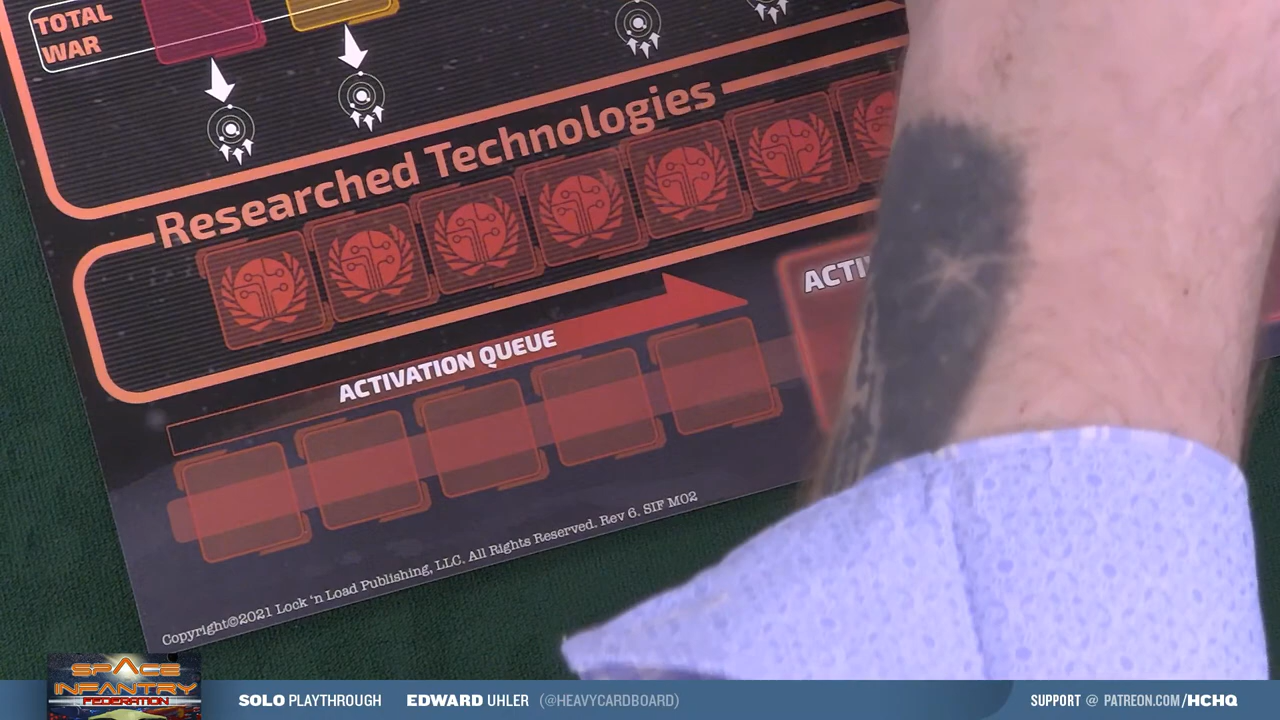 TOTAL
WAR
Researched Technologies
ACTI
ACTIVATION QUEUE
Copyright©2021 Lock 'n Load Publishing, LLC. All Rights Reserved. Rev 6. SIF M02
SPACE
INFANTRY
FEDERATION
SOLO PLAYTHROUGH EDWARD UHLER (@HEAVYCARDBOARD) SUPPORT @ PATREON.COM/HCHQ